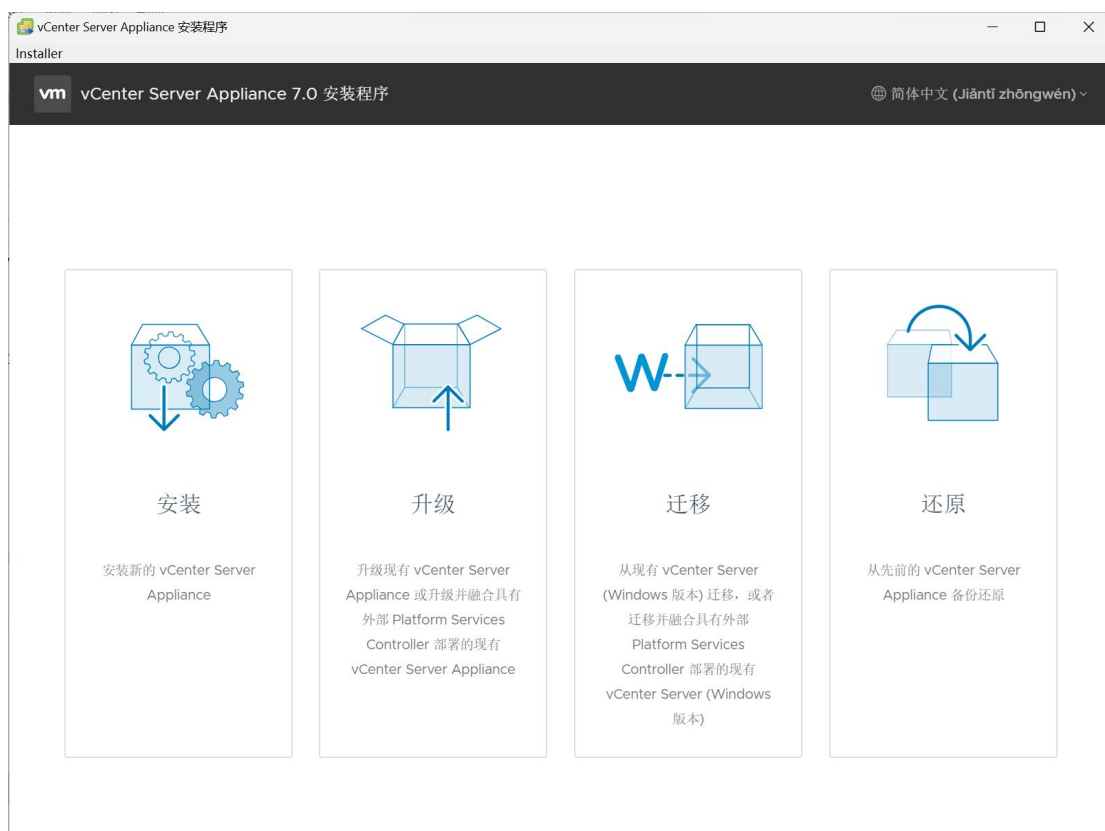 vCenter Server Appliance 安装程序
Installer
vm vCenter Server Appliance 7.0 安装程序
简体中文 (Jiǎntǐ zhōngwén)
安装
安装新的 vCenter Server
Appliance
升级
升级现有 vCenter Server
Appliance 或升级并融合具有
外部 Platform Services
Controller 部署的现有
vCenter Server Appliance
迁移
从现有 vCenter Server
(Windows 版本) 迁移，或者
迁移并融合具有外部
Platform Services
Controller 部署的现有
vCenter Server (Windows
版本)
还原
从先前的 vCenter Server
Appliance 备份还原